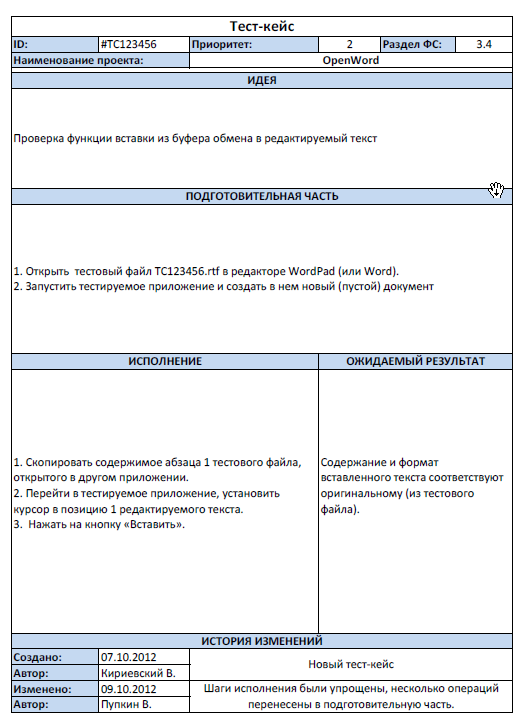 Тест-кейс
ID: #TC123456 Приоритет: 2 Раздел ФС: 3.4
Наименование проекта: OpenWord
ИДЕЯ
Проверка функции вставки из буфера обмена в редактируемый текст
ПОДГОТОВИТЕЛЬНАЯ ЧАСТЬ
1. Открыть тестовый файл TC123456.rtf в редакторе WordPad (или Word).
2. Запустить тестируемое приложение и создать в нем новый (пустой) документ
ИСПОЛНЕНИЕ
1. Скопировать содержимое абзаца 1 тестового файла,
открытого в другом приложении.
2. Перейти в тестируемое приложение, установить
курсор в позицию 1 редактируемого текста.
3. Нажать на кнопку «Вставить».
ОЖИДАЕМЫЙ РЕЗУЛЬТАТ
Содержание и формат
вставленного текста соответствуют
оригинальному (из тестового
файла).
ИСТОРИЯ ИЗМЕНЕНИЙ
Создано: 07.10.2012
Автор: Кириевский В.
Новый тест-кейс
Изменено: 09.10.2012
Автор: Пупкин В.
Шаги исполнения были упрощены, несколько операций
перенесены в подготовительную часть.